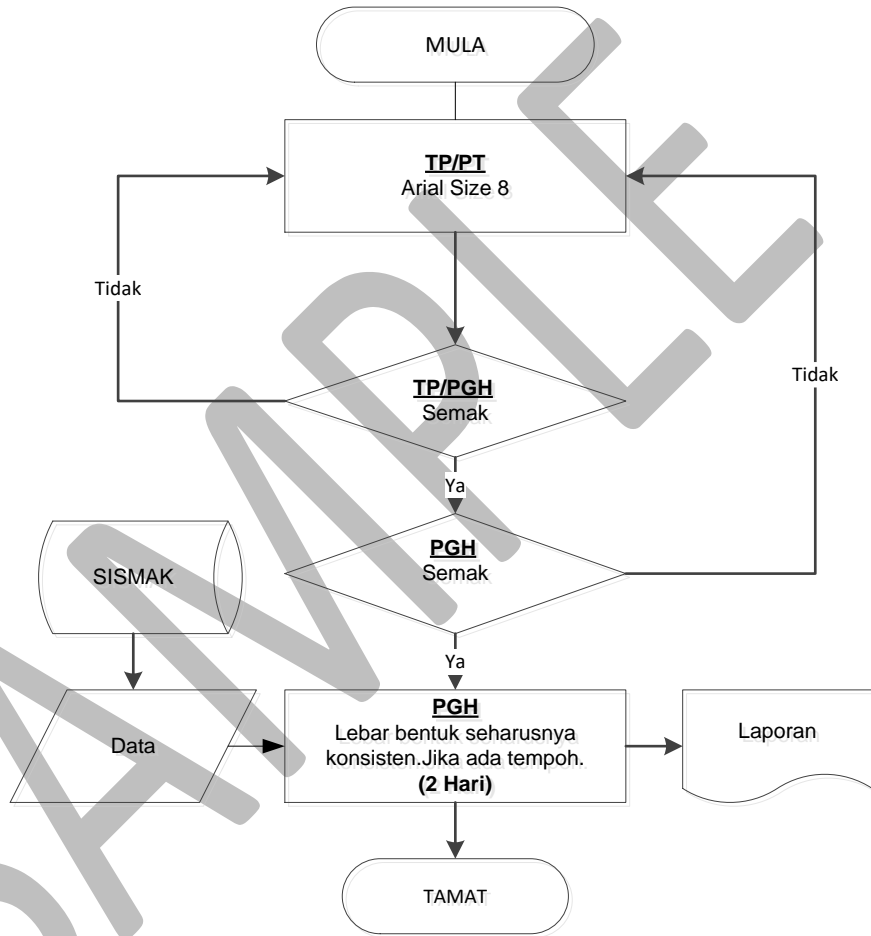 MULA
TP/PT
Arial Size 8
Tidak
TP/PGH
Semak
Tidak
Ya
PGH
Semak
SISMAK
Ya
Data
PGH
Lebar bentuk seharusnya
konsisten.Jika ada tempoh.
(2 Hari)
Laporan
TAMAT
SAMPLE